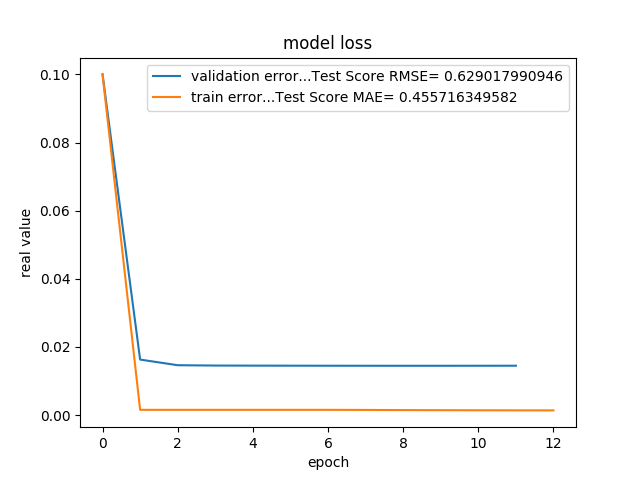 model loss
validation error...Test Score RMSE= 0.629017990946
train error...Test Score MAE= 0.455716349582
0.10
0.08
0.06
0.04
0.02
0.00
real value
0 2 4 6 8 10 12
epoch